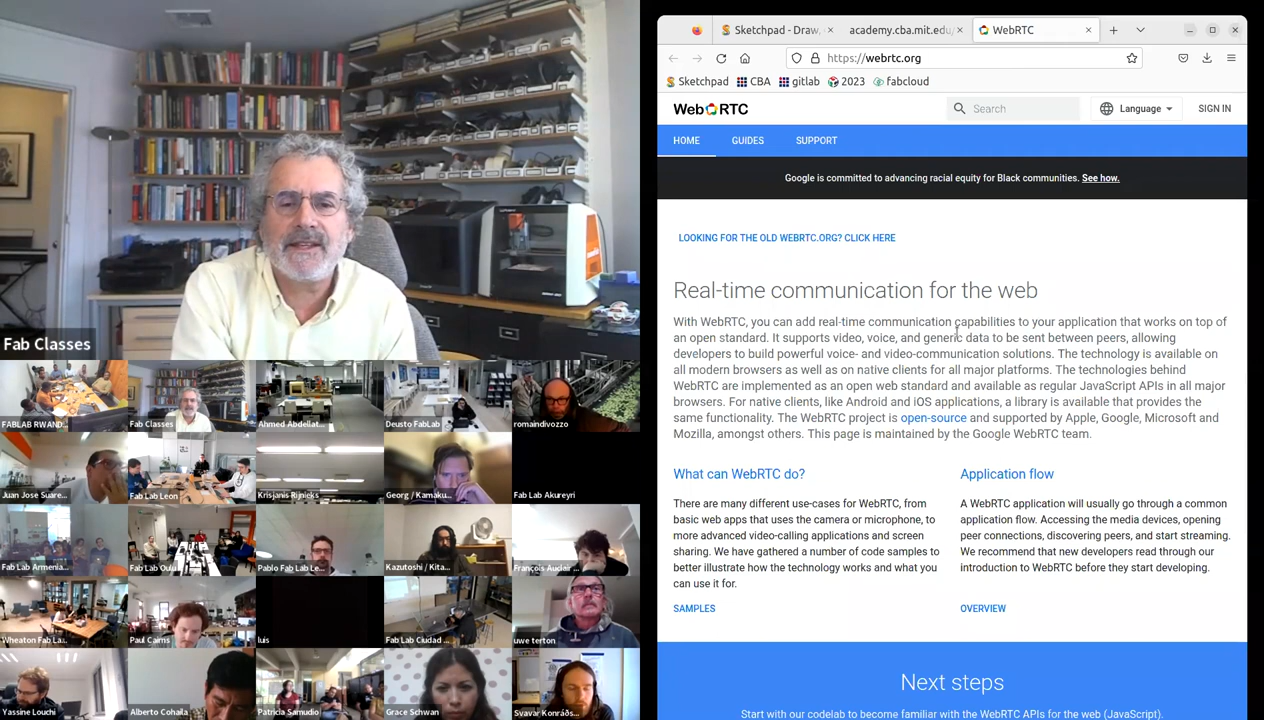 Fab Classes
FABLAB RWAND...
Fab Classes
Ahmed Abdellat...
Deusto FabLab
romaindivozzo
Juan Jose Suare...
Fab Lab Leon
Krisjanis Rijnieks
Georg / Kamaku...
Fab Lab Akureyri
Fab Lab Armenia...
Fab Lab Oulu
Pablo Fab Lab Le...
Kazutoshi / Kita...
François Auclair...
Wheaton Fab La...
Paul Cairns
luis
Fab Lab Ciudad ...
uwe terton
Yassine Louchi
Alberto Cohaila
Patricia Samudio
Grace Schwan
Svavar Konráðs...
Sketchpad - Draw,
academy.cba.mit.edu/
WebRTC
https://webrtc.org
Sketchpad
CBA
gitlab
2023
fabcloud
Web RTC
Search
Language
SIGN IN
HOME
GUIDES
SUPPORT
Google is committed to advancing racial equity for Black communities. See how.
LOOKING FOR THE OLD WEBRTC.ORG? CLICK HERE
Real-time communication for the web
With WebRTC, you can add real-time communication capabilities to your application that works on top of
an open standard. It supports video, voice, and generic data to be sent between peers, allowing
developers to build powerful voice- and video-communication solutions. The technology is available on
all modern browsers as well as on native clients for all major platforms. The technologies behind
WebRTC are implemented as an open web standard and available as regular JavaScript APIs in all major
browsers. For native clients, like Android and iOS applications, a library is available that provides the
same functionality. The WebRTC project is open-source and supported by Apple, Google, Microsoft and
Mozilla, amongst others. This page is maintained by the Google WebRTC team.
What can WebRTC do?
There are many different use-cases for WebRTC, from
basic web apps that uses the camera or microphone, to
more advanced video-calling applications and screen
sharing. We have gathered a number of code samples to
better illustrate how the technology works and what you
can use it for.
SAMPLES
Application flow
A WebRTC application will usually go through a common
application flow. Accessing the media devices, opening
peer connections, discovering peers, and start streaming.
We recommend that new developers read through our
introduction to WebRTC before they start developing.
OVERVIEW
Next steps
Start with our codelab to become familiar with the WebRTC APIs for the web (JavaScript).